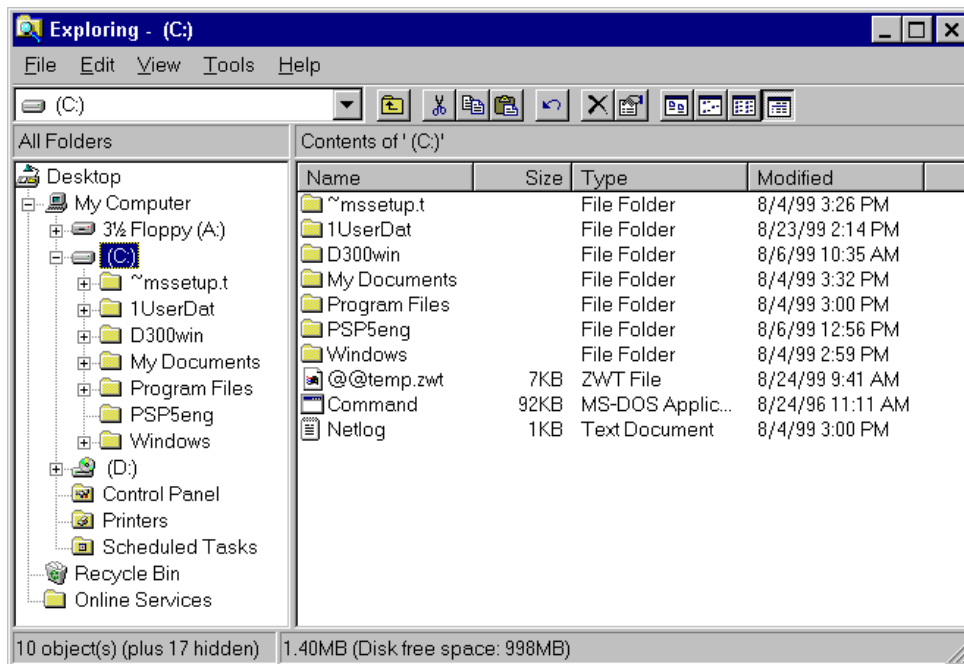 Exploring - (C:)
File Edit View Tools Help
(C:)
All Folders
Contents of ' (C:)'
Desktop
My Computer
3½ Floppy (A:)
(C:)
~mssetup.t
1UserDat
D300win
My Documents
Program Files
PSP5eng
Windows
(D:)
Control Panel
Printers
Scheduled Tasks
Recycle Bin
Online Services
Name Size Type Modified
~mssetup.t File Folder 8/4/99 3:26 PM
1UserDat File Folder 8/23/99 2:14 PM
D300win File Folder 8/6/99 10:35 AM
My Documents File Folder 8/4/99 3:32 PM
Program Files File Folder 8/4/99 3:00 PM
PSP5eng File Folder 8/6/99 12:56 PM
Windows File Folder 8/4/99 2:59 PM
@@temp.zwt 7KB ZWT File 8/24/99 9:41 AM
Command 92KB MS-DOS Applic... 8/24/96 11:11 AM
Netlog 1KB Text Document 8/4/99 3:00 PM
10 object(s) (plus 17 hidden)
1.40MB (Disk free space: 998MB)